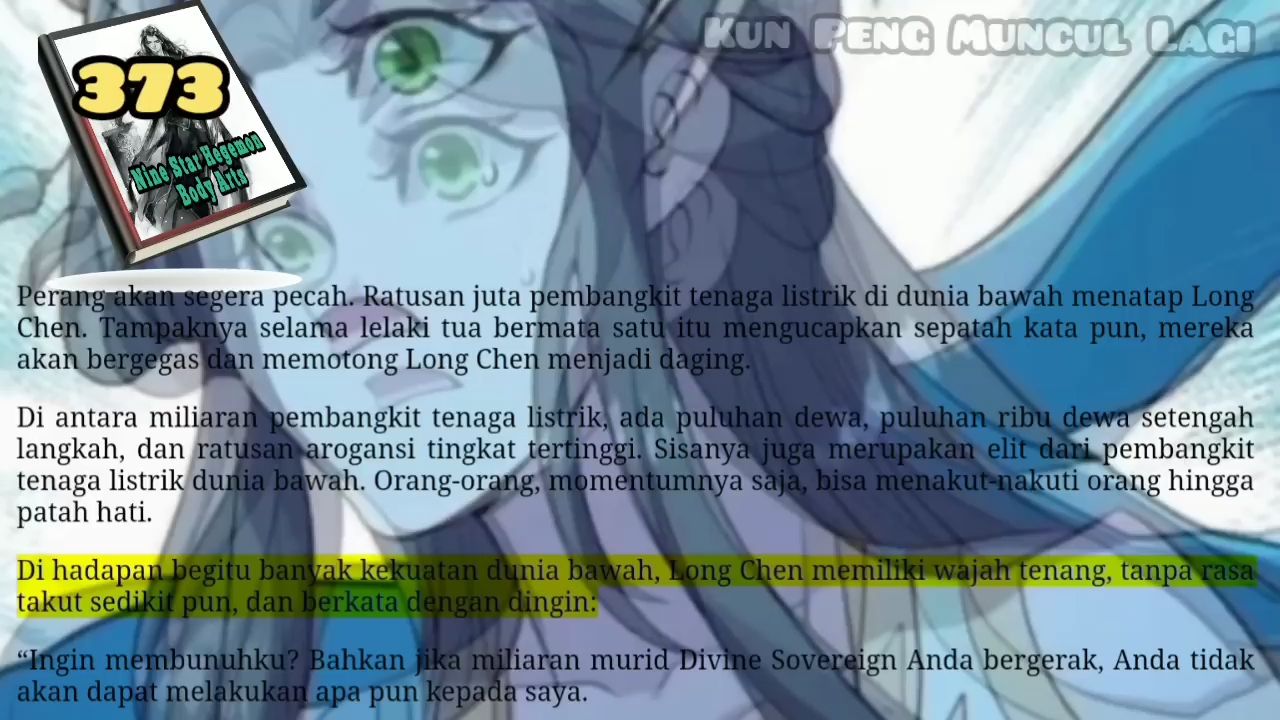 Kun Peng Muncul Lagi
373
Nine Star Hegemon
Body Arts
Perang akan segera pecah. Ratusan juta pembangkit tenaga listrik di dunia bawah menatap Long
Chen. Tampaknya selama lelaki tua bermata satu itu mengucapkan sepatah kata pun, mereka
akan bergegas dan memotong Long Chen menjadi daging.
Di antara miliaran pembangkit tenaga listrik, ada puluhan dewa, puluhan ribu dewa setengah
langkah, dan ratusan arogansi tingkat tertinggi. Sisanya juga merupakan elit dari pembangkit
tenaga listrik dunia bawah. Orang-orang, momentumnya saja, bisa menakut-nakuti orang hingga
patah hati.
Di hadapan begitu banyak kekuatan dunia bawah, Long Chen memiliki wajah tenang, tanpa rasa
takut sedikit pun, dan berkata dengan dingin:
“Ingin membunuhku? Bahkan jika miliaran murid Divine Sovereign Anda bergerak, Anda tidak
akan dapat melakukan apa pun kepada saya.